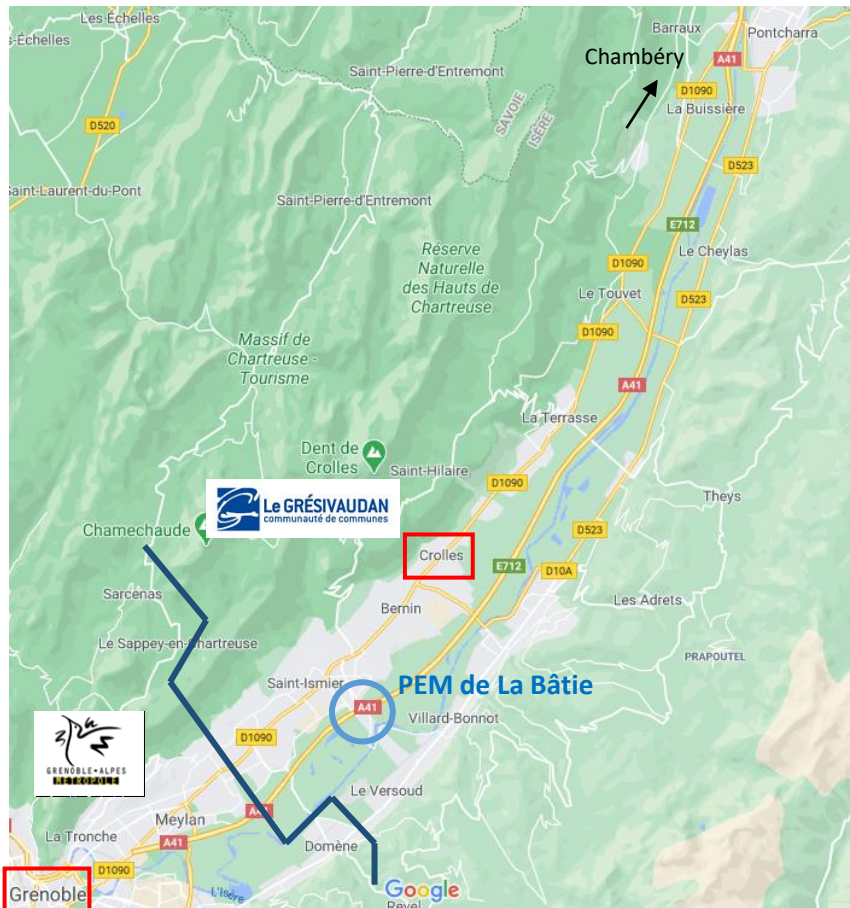 Les Échelles
s-Échelles
Barraux
Pontcharra
Chambéry
A41
Saint-Pierre-d'Entremont
D1090
La Buissière
SAVOIE
ISÈRE
D520
D523
Saint-Laurent-du-Pont
Saint-Pierre-d'Entremont
E712
Réserve
Naturelle
des Hauts de
Chartreuse
Le Cheylas
D1090
Le Touvet
D523
D1090
Massif de
Chartreuse -
Tourisme
A41
La Terrasse
Dent de
Crolles
Saint-Hilaire
D1090
Le GRÉSIVAUDAN
communauté de communes
Theys
Chamechaude
D523
Crolles
E712
D10A
Sarcenas
Les Adrets
Bernin
Le Sappey-en-Chartreuse
PRAPOUTEL
Saint-Ismier
PEM de La Bâtie
A41
Villard-Bonnot
D1090
GRENOBLE-ALPES
METROPOLE
Le Versoud
Meylan
A41
La Tronche
A41
Domène
D1090
Grenoble
L'Isère
Google
Revel